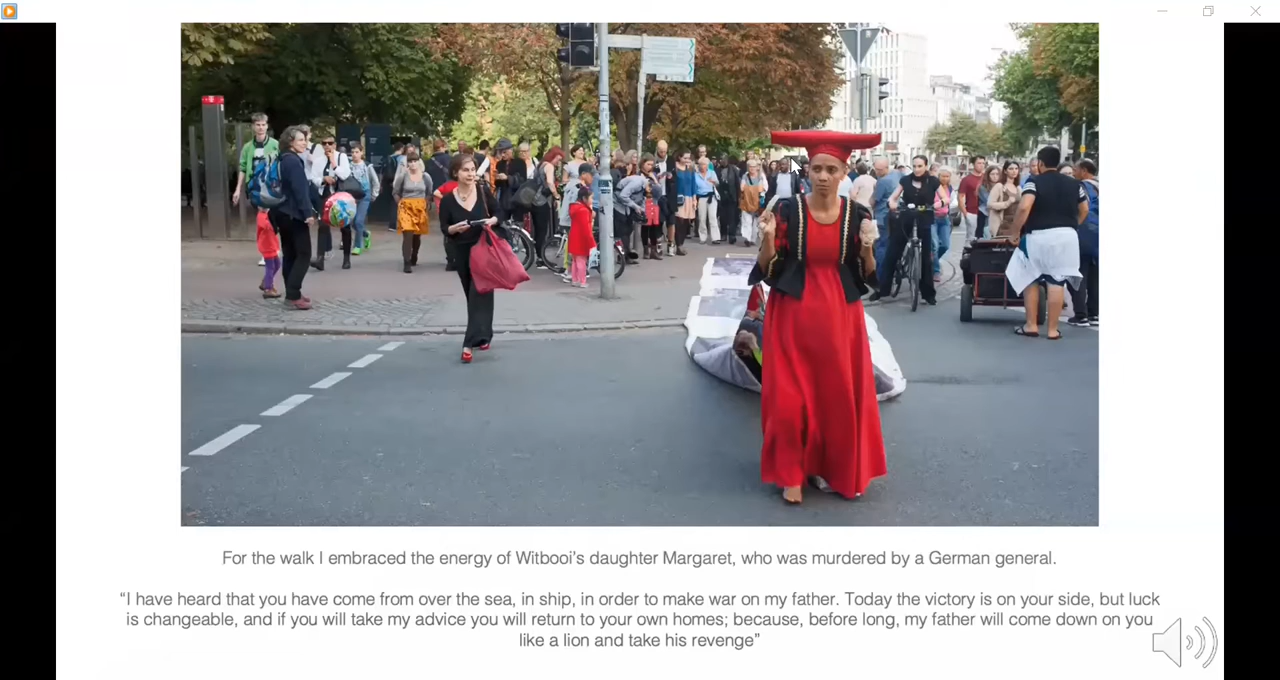 For the walk I embraced the energy of Witbooi's daughter Margaret, who was murdered by a German general.
“I have heard that you have come from over the sea, in ship, in order to make war on my father. Today the victory is on your side, but luck
is changeable, and if you will take my advice you will return to your own homes; because, before long, my father will come down on you
like a lion and take his revenge”